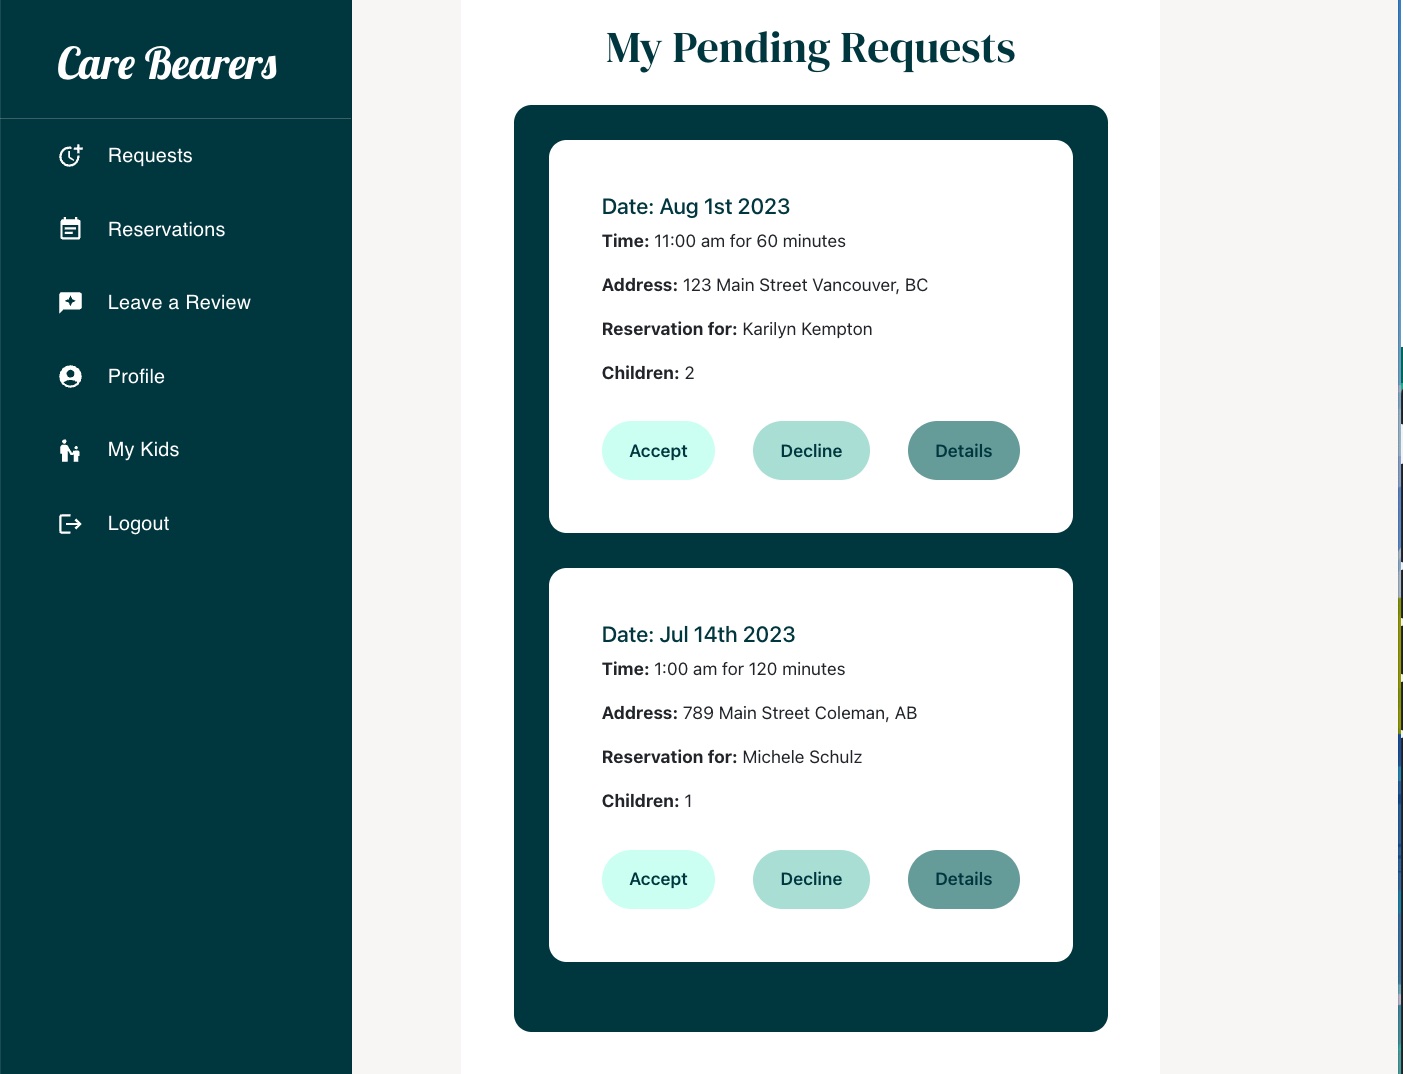 Care Bearers
Requests
Reservations
Leave a Review
Profile
My Kids
Logout
My Pending Requests
Date: Aug 1st 2023
Time: 11:00 am for 60 minutes
Address: 123 Main Street Vancouver, BC
Reservation for: Karilyn Kempton
Children: 2
Accept Decline Details
Date: Jul 14th 2023
Time: 1:00 am for 120 minutes
Address: 789 Main Street Coleman, AB
Reservation for: Michele Schulz
Children: 1
Accept Decline Details